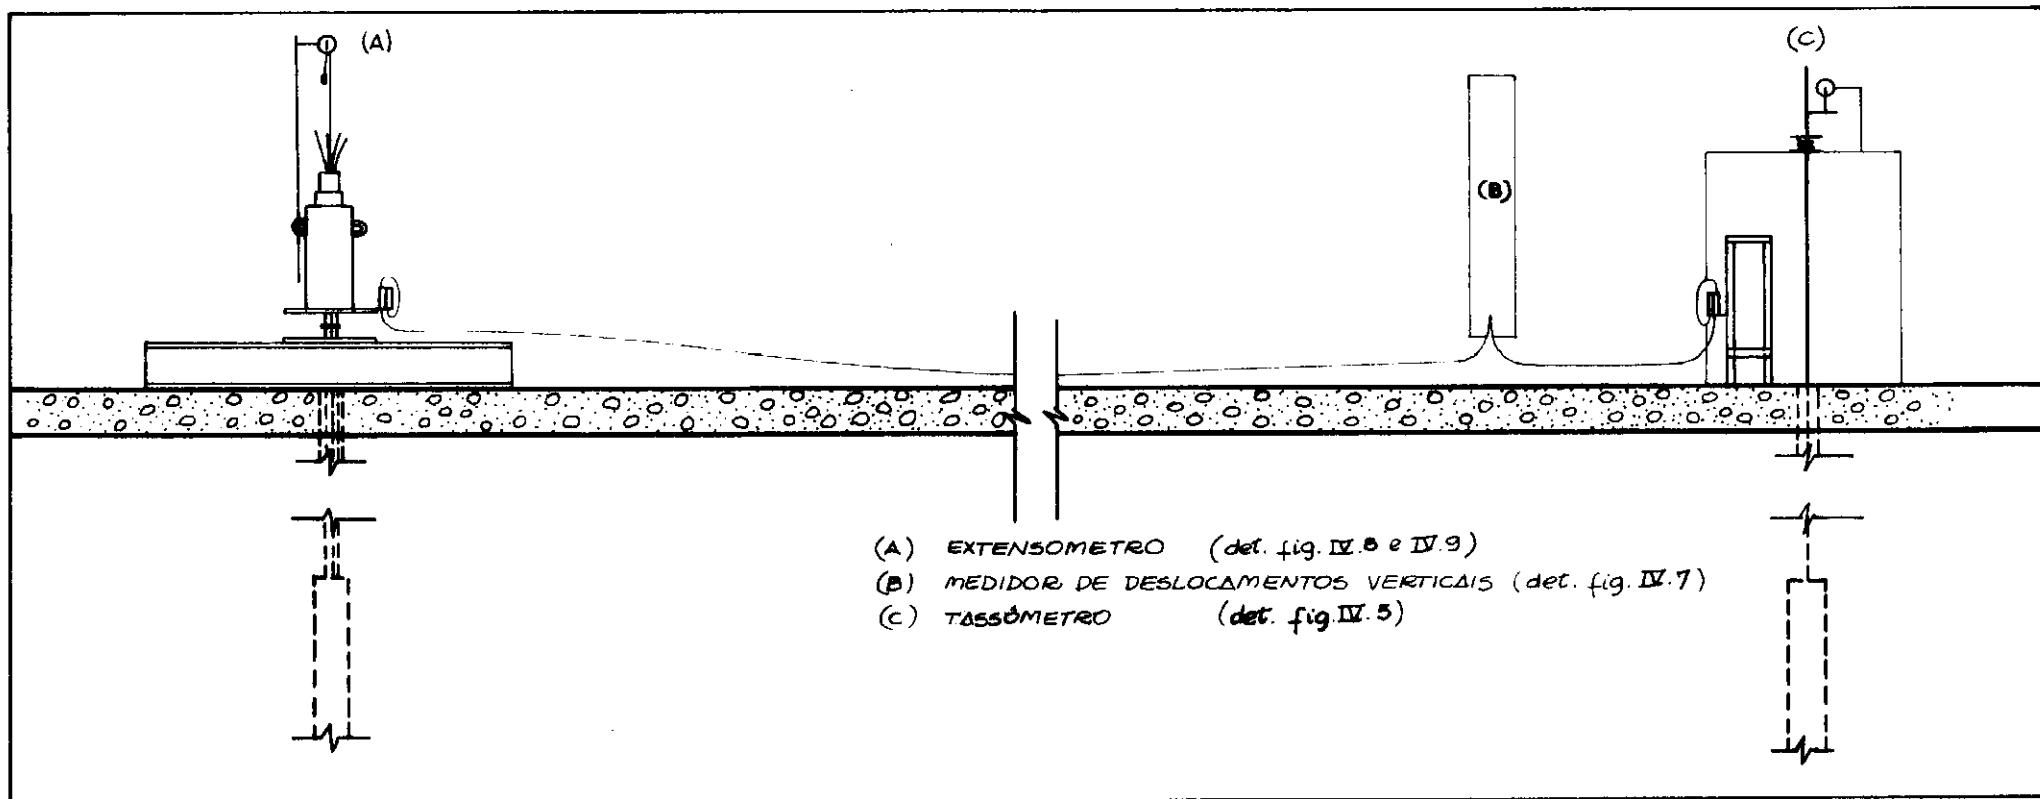 (A)
(C)
(B)
(A) EXTENSOMETRO (det. fig. IV.8 e IV.9)
(B) MEDIDOR DE DESLOCAMENTOS VERTICAIS (det. fig. IV.7)
(C) TASSÔMETRO (det. fig. IV.5)